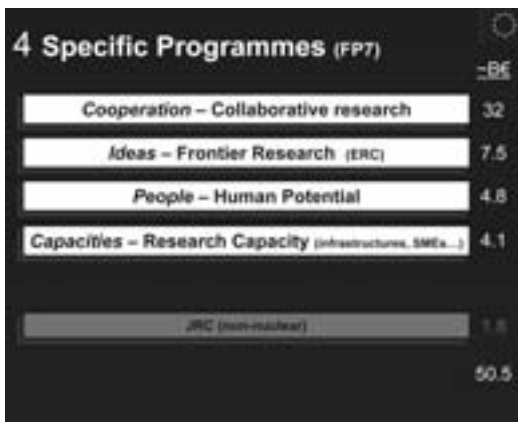 4 Specific Programmes (FP7)
~B€
Cooperation – Collaborative research 32
Ideas – Frontier Research (ERC) 7.5
People – Human Potential 4.8
Capacities – Research Capacity (infrastructures, SMEs...) 4.1
JRC (non-nuclear)
50.5